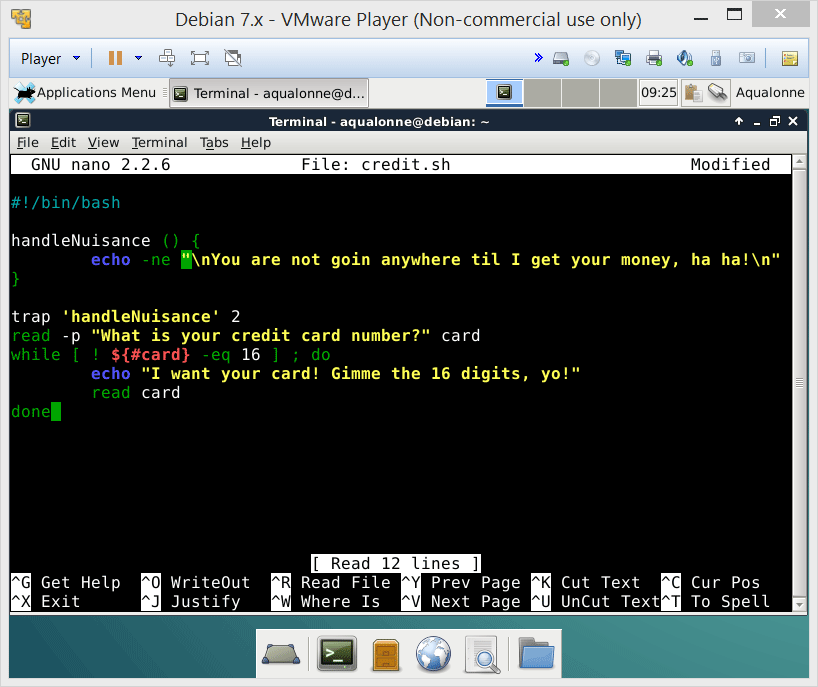 Debian 7.x - VMware Player (Non-commercial use only)
Player
Applications Menu
Terminal - aqualonne@d...
09:25
Aqualonne
Terminal - aqualonne@debian: ~
File Edit View Terminal Tabs Help
GNU nano 2.2.6 File: credit.sh Modified
#!/bin/bash
handleNuisance () {
echo -ne "\nYou are not goin anywhere til I get your money, ha ha!\n"
}
trap 'handleNuisance' 2
read -p "What is your credit card number?" card
while [ ! ${#card} -eq 16 ] ; do
echo "I want your card! Gimme the 16 digits, yo!"
read card
done
[ Read 12 lines ]
^G Get Help ^O WriteOut ^R Read File ^Y Prev Page ^K Cut Text ^C Cur Pos
^X Exit ^J Justify ^W Where Is ^V Next Page ^U UnCut Text ^T To Spell